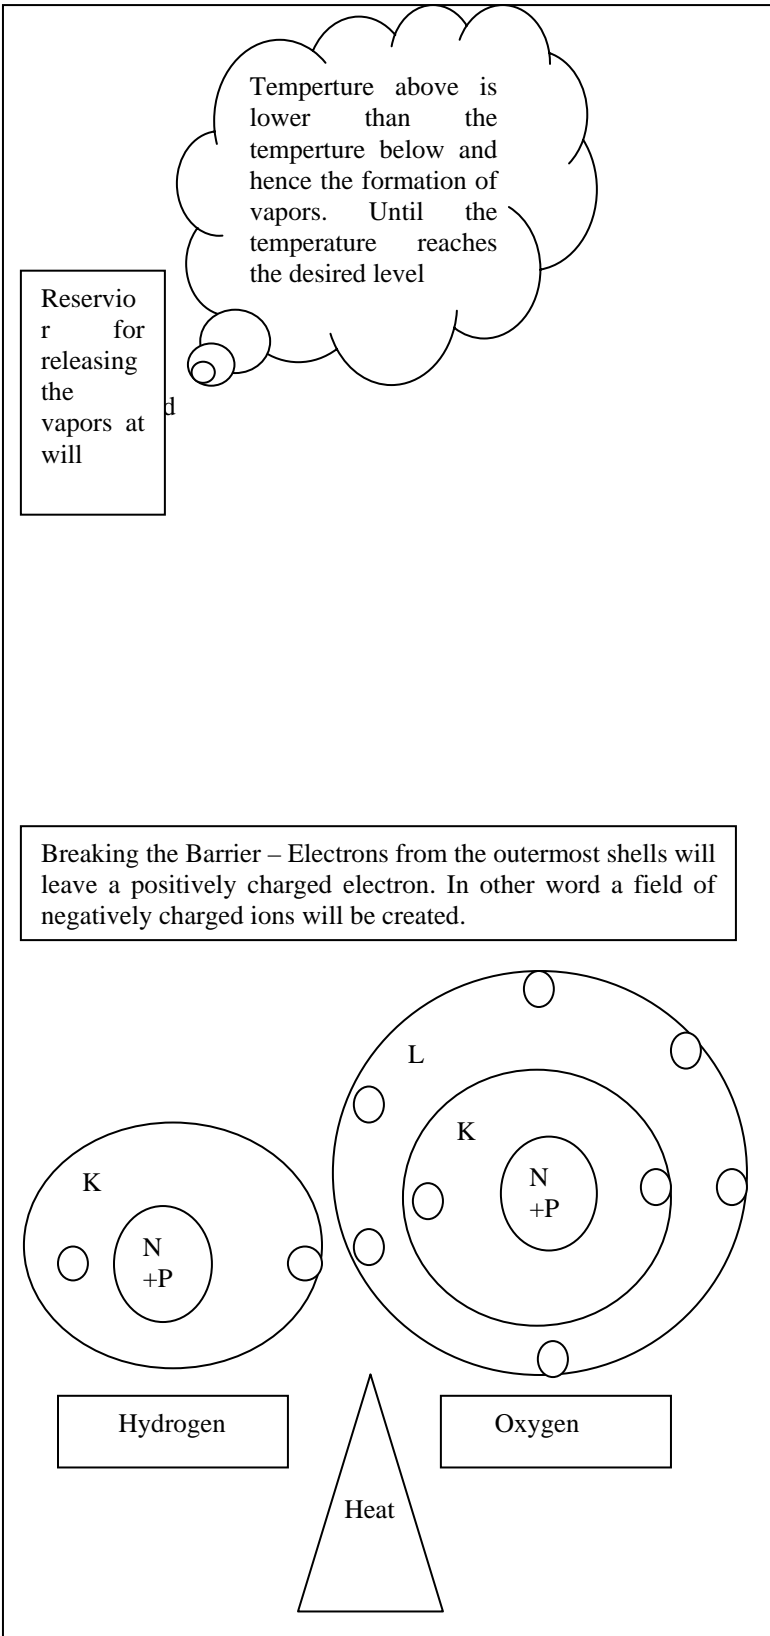 Temperture above is
lower than the
temperture below and
hence the formation of
vapors. Until the
temperature reaches
the desired level
Reservio
r for
releasing
the
vapors at
will
d
Breaking the Barrier – Electrons from the outermost shells will
leave a positively charged electron. In other word a field of
negatively charged ions will be created.
L
K
N
+P
K
N
+P
Hydrogen
Oxygen
Heat